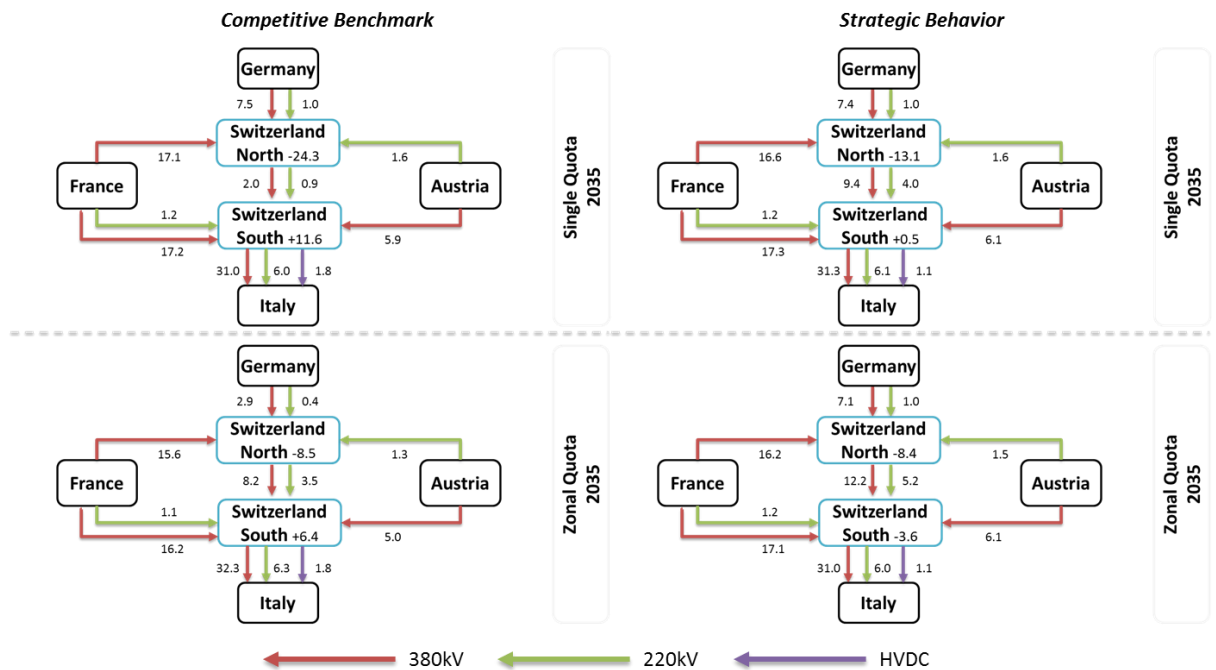 Competitive Benchmark
Strategic Behavior
Germany
7.5 1.0
Switzerland
North -24.3
17.1
1.6
France
Austria
2.0 0.9
1.2
Switzerland
South +11.6
17.2
5.9
31.0 6.0 1.8
Italy
Germany
7.4 1.0
Switzerland
North -13.1
16.6
1.6
France
Austria
9.4 4.0
1.2
Switzerland
South +0.5
17.3
6.1
31.3 6.1 1.1
Italy
Single Quota
2035
Single Quota
2035
Germany
2.9 0.4
Switzerland
North -8.5
15.6
1.3
France
Austria
8.2 3.5
1.1
Switzerland
South +6.4
16.2
5.0
32.3 6.3 1.8
Italy
Germany
7.1 1.0
Switzerland
North -8.4
16.2
1.5
France
Austria
12.2 5.2
1.2
Switzerland
South -3.6
17.1
6.1
31.0 6.0 1.1
Italy
Zonal Quota
2035
Zonal Quota
2035
380kV
220kV
HVDC